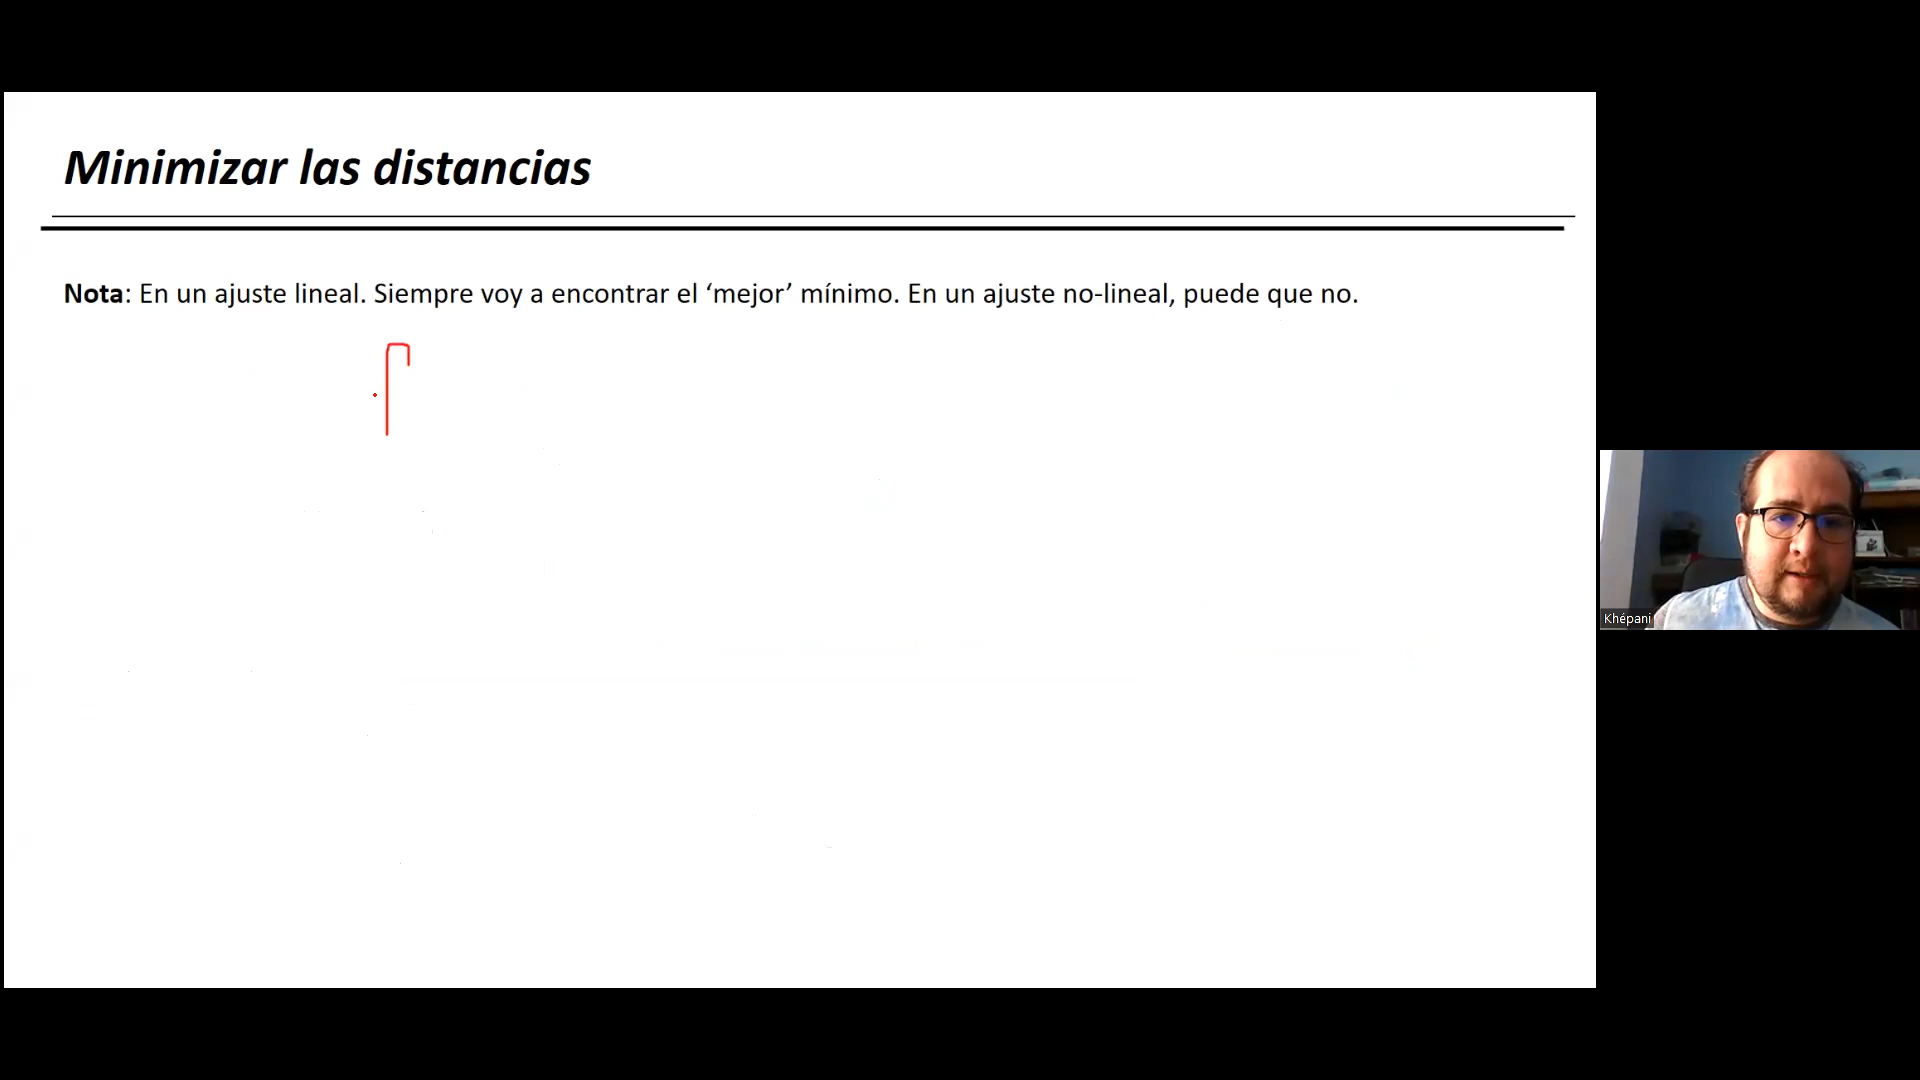 Minimizar las distancias
Nota: En un ajuste lineal. Siempre voy a encontrar el ‘mejor’ mínimo. En un ajuste no-lineal, puede que no.
Khépani